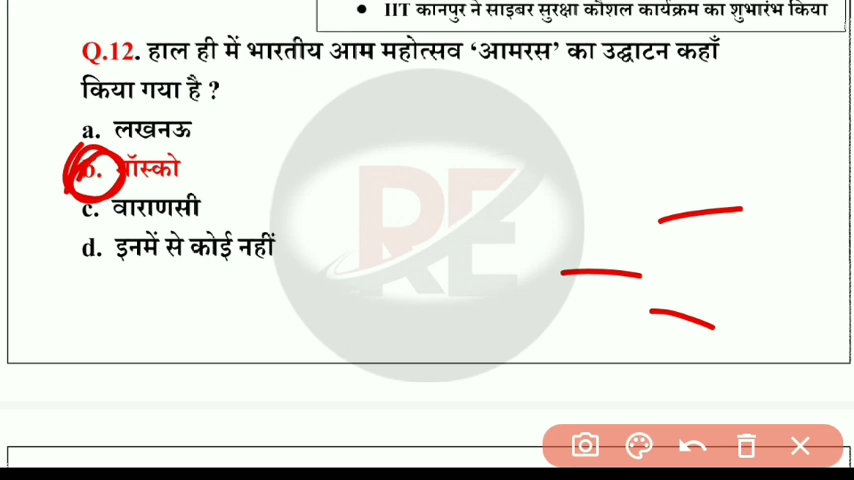 IIT कानपुर ने साइबर सुरक्षा कौशल कार्यक्रम का शुभारंभ किया
Q.12. हाल ही में भारतीय आम महोत्सव ‘आमरस’ का उद्घाटन कहाँ
किया गया है ?
a. लखनऊ
b. मॉस्को
c. वाराणसी
d. इनमें से कोई नहीं
RE